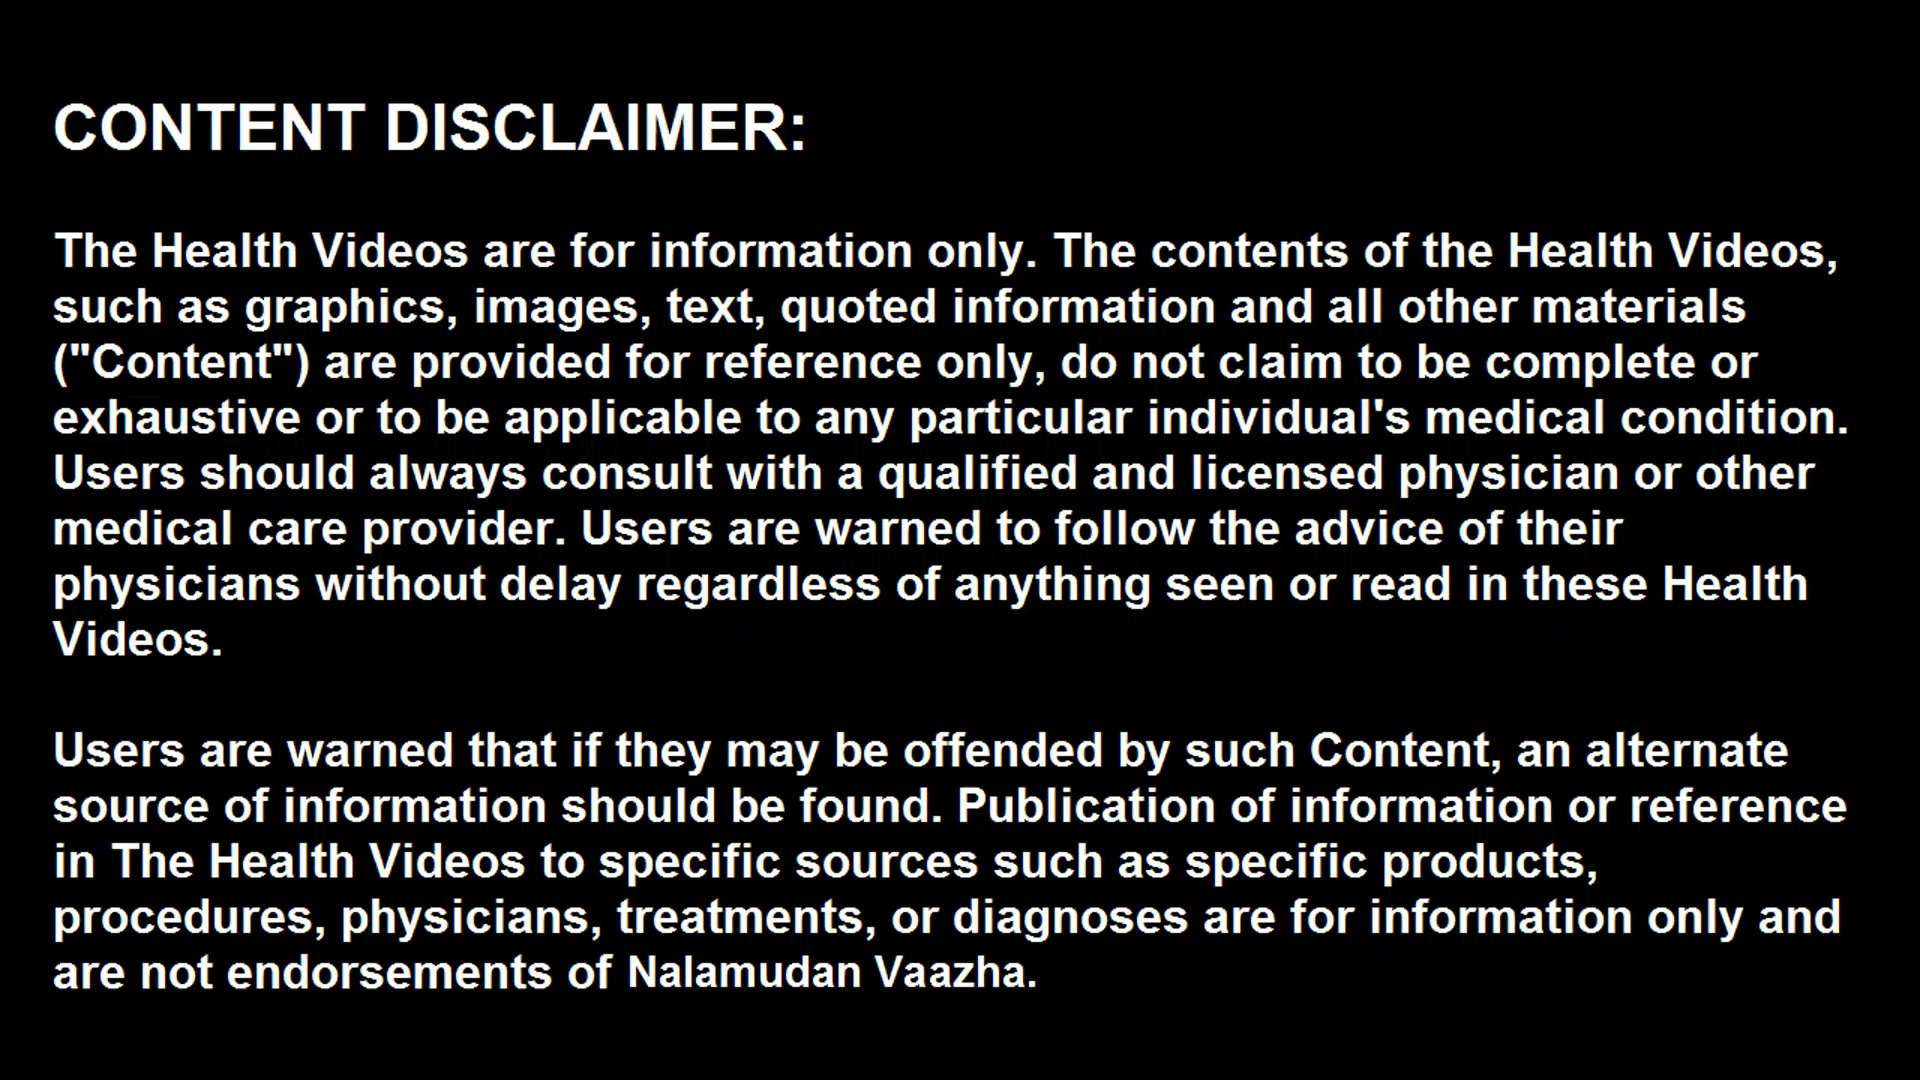 CONTENT DISCLAIMER:
The Health Videos are for information only. The contents of the Health Videos,
such as graphics, images, text, quoted information and all other materials
("Content") are provided for reference only, do not claim to be complete or
exhaustive or to be applicable to any particular individual's medical condition.
Users should always consult with a qualified and licensed physician or other
medical care provider. Users are warned to follow the advice of their
physicians without delay regardless of anything seen or read in these Health
Videos.
Users are warned that if they may be offended by such Content, an alternate
source of information should be found. Publication of information or reference
in The Health Videos to specific sources such as specific products,
procedures, physicians, treatments, or diagnoses are for information only and
are not endorsements of Nalamudan Vaazha.